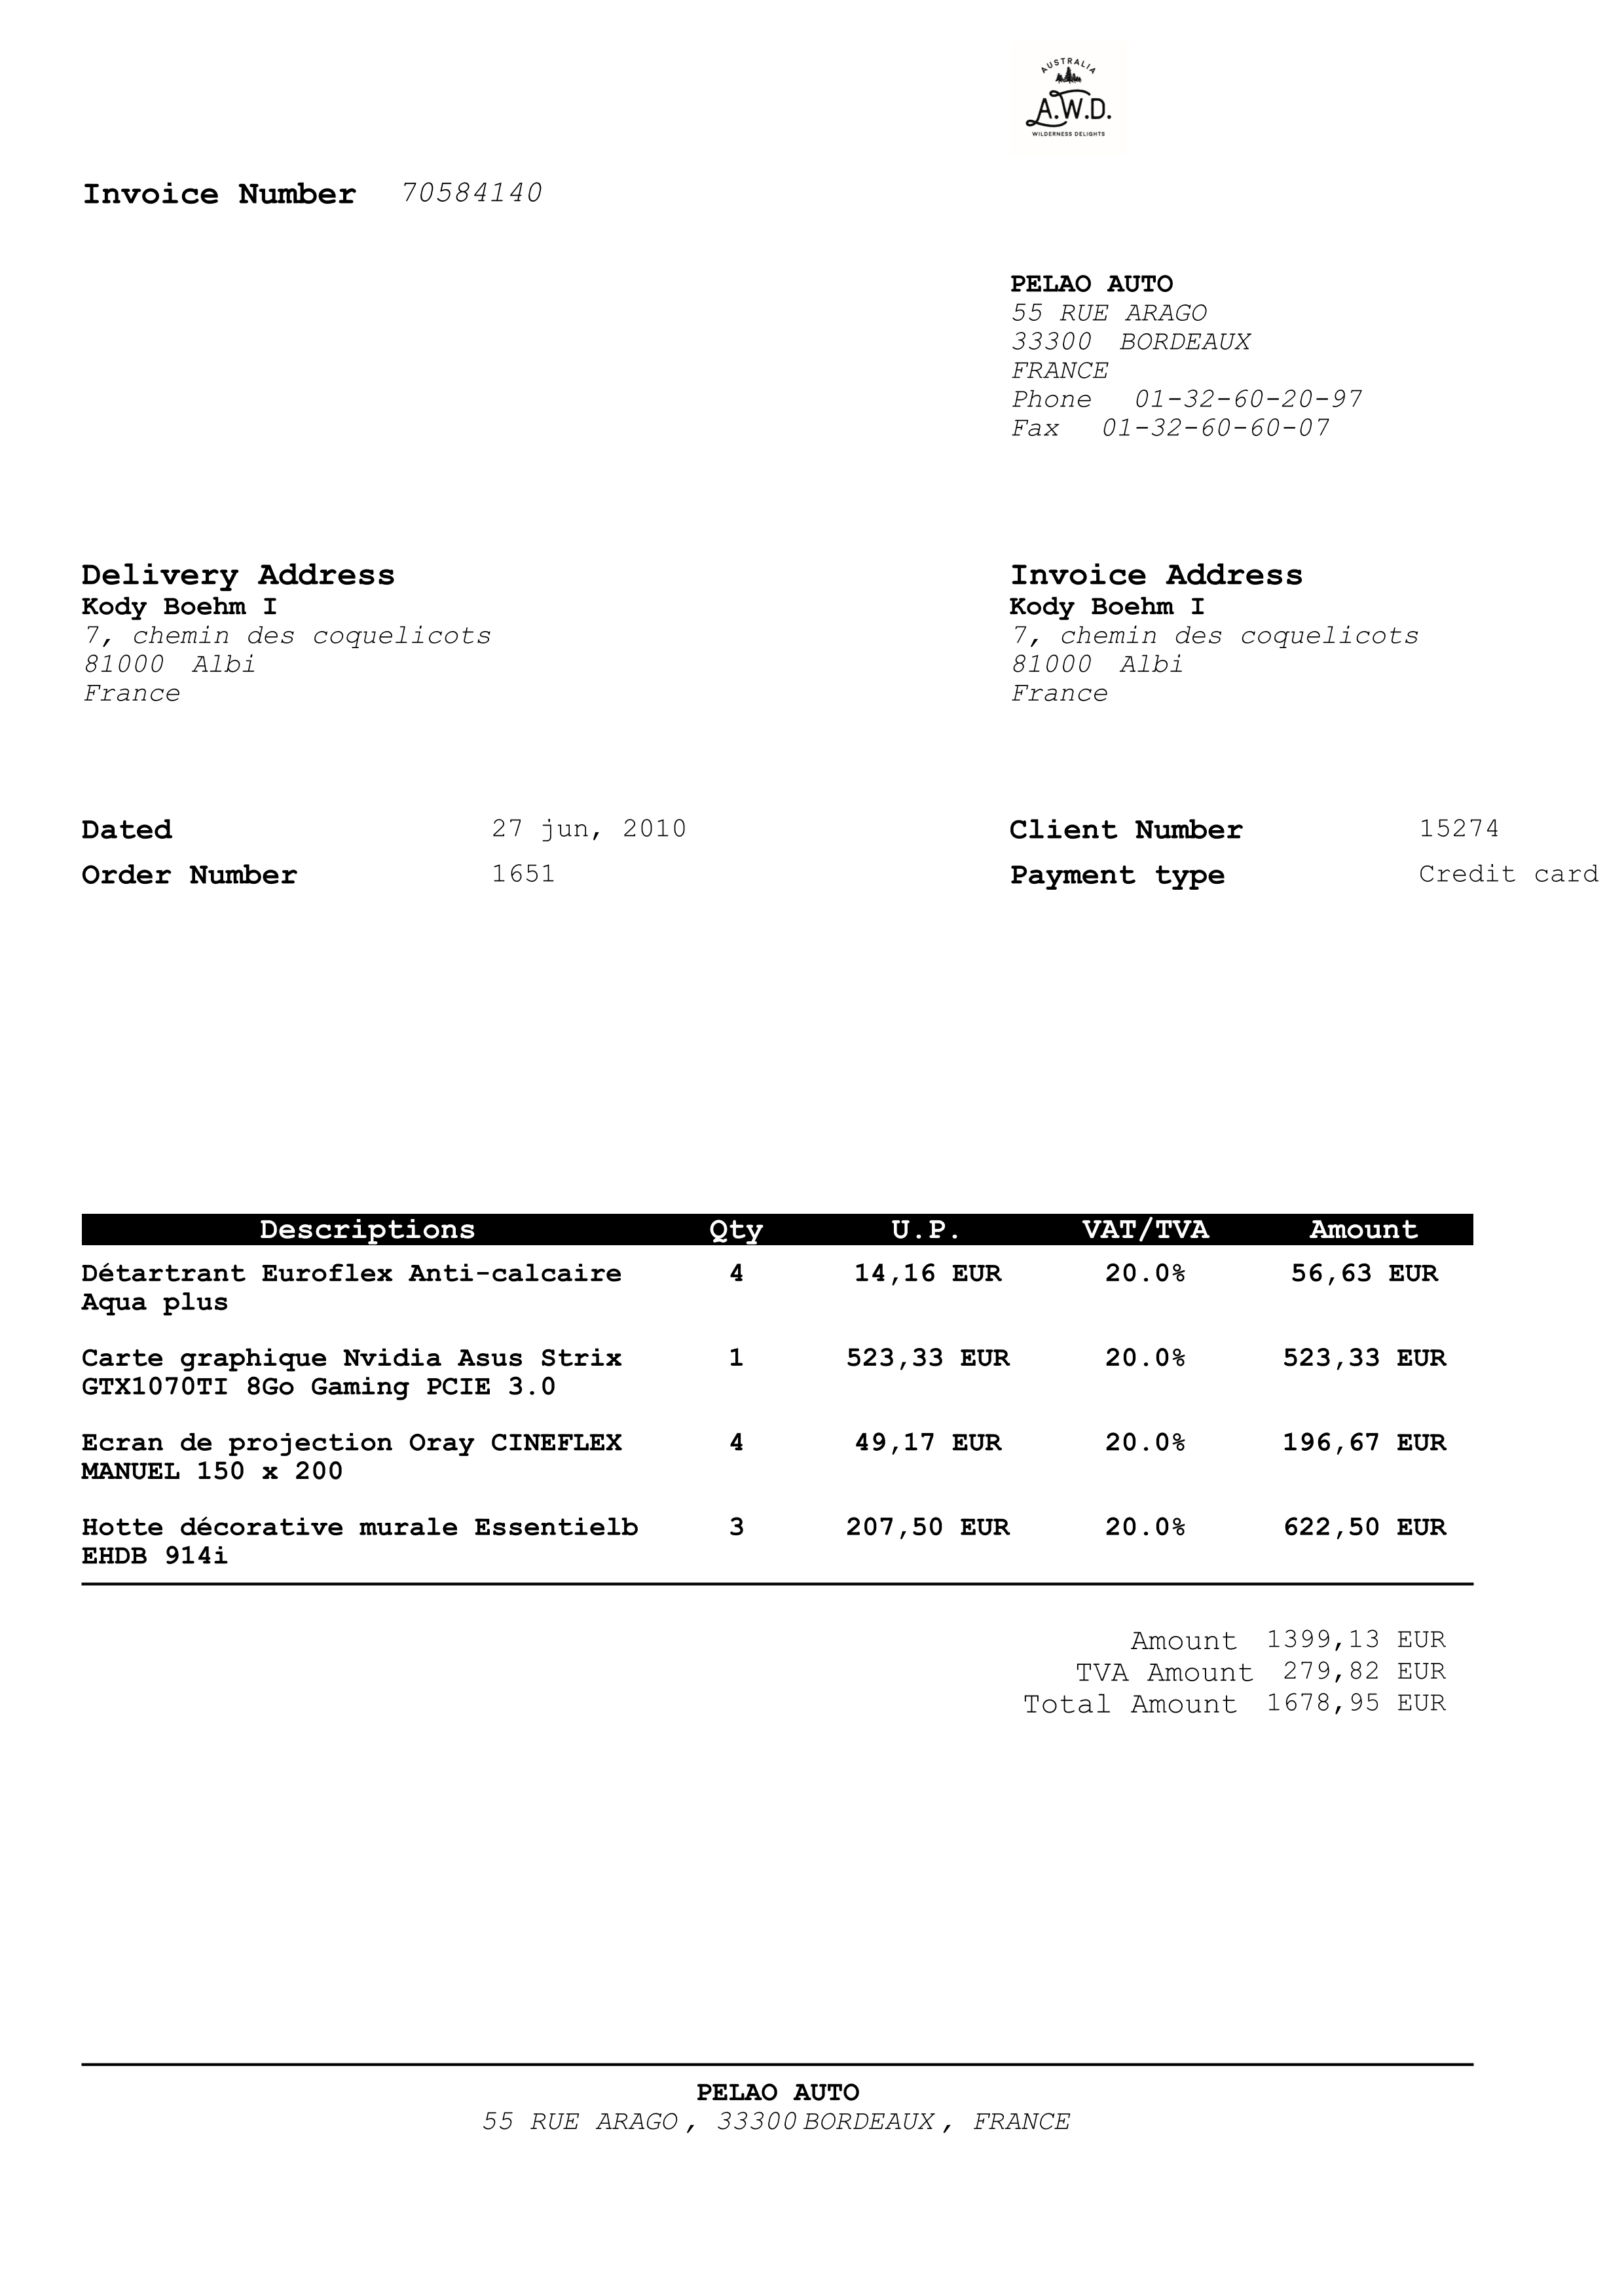 AUSTRALIA
A.W.D.
WILDERNESS DELIGHTS
Invoice Number 70584140
PELAO AUTO
55 RUE ARAGO
33300 BORDEAUX
FRANCE
Phone 01-32-60-20-97
Fax 01-32-60-60-07
Delivery Address
Kody Boehm I
7, chemin des coquelicots
81000 Albi
France
Invoice Address
Kody Boehm I
7, chemin des coquelicots
81000 Albi
France
Dated 27 jun, 2010
Order Number 1651
Client Number 15274
Payment type Credit card
Descriptions Qty U.P. VAT/TVA Amount
Détartrant Euroflex Anti-calcaire 4 14,16 EUR 20.0% 56,63 EUR
Aqua plus
Carte graphique Nvidia Asus Strix 1 523,33 EUR 20.0% 523,33 EUR
GTX1070TI 8Go Gaming PCIE 3.0
Ecran de projection Oray CINEFLEX 4 49,17 EUR 20.0% 196,67 EUR
MANUEL 150 x 200
Hotte décorative murale Essentielb 3 207,50 EUR 20.0% 622,50 EUR
EHDB 914i
Amount 1399,13 EUR
TVA Amount 279,82 EUR
Total Amount 1678,95 EUR
PELAO AUTO
55 RUE ARAGO , 33300 BORDEAUX , FRANCE